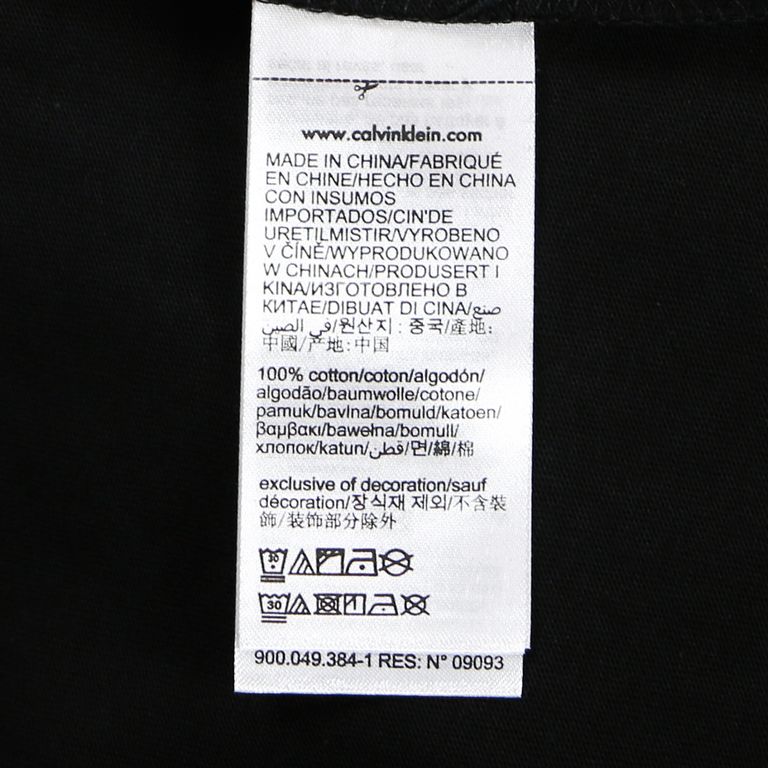 www.calvinklein.com
MADE IN CHINA/FABRIQUÉ
EN CHINE/HECHO EN CHINA
CON INSUMOS
IMPORTADOS/CIN'DE
URETILMISTIR/VYROBENO
V ČÍNĚ/WYPRODUKOWANO
W CHINACH/PRODUSERT I
KINA/ИЗГОТОВЛЕНО В
КИТАЕ/DIBUAT DI CINA/صنع
في الصين/원산지 : 중국/產地:
中國/产地:中国
100% cotton/coton/algodón/
algodão/baumwolle/cotone/
pamuk/bavlna/bomuld/katoen/
βαμβακι/bawełna/bomull/
хлопок/katun/قطن/면/綿/棉
exclusive of decoration/sauf
décoration/장식재 제외/不含裝
飾/装饰部分除外
30
30
900.049.384-1 RES: N° 09093